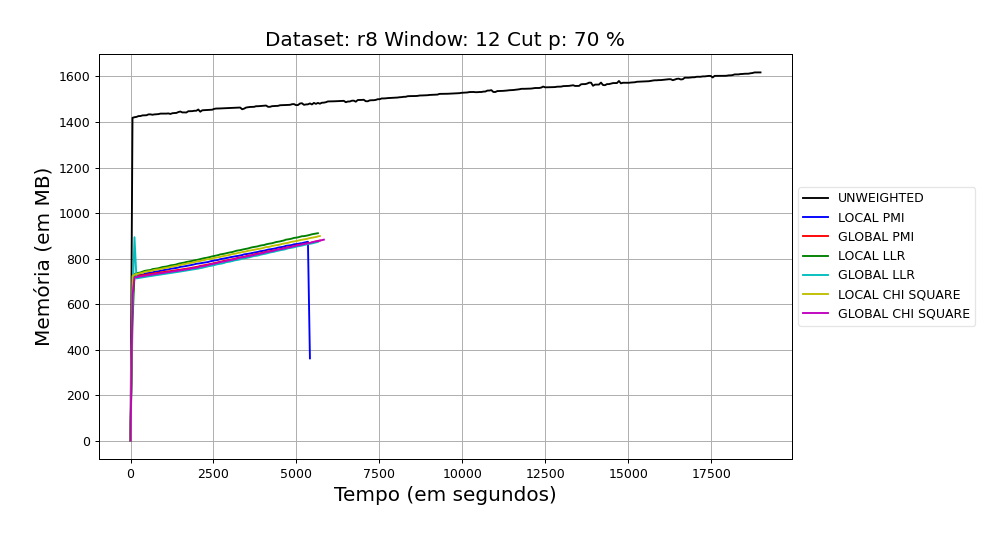 Dataset: r8 Window: 12 Cut p: 70 %
Memória (em MB)
1600
1400
1200
1000
800
600
400
200
0
0 2500 5000 7500 10000 12500 15000 17500
Tempo (em segundos)
UNWEIGHTED
LOCAL PMI
GLOBAL PMI
LOCAL LLR
GLOBAL LLR
LOCAL CHI SQUARE
GLOBAL CHI SQUARE